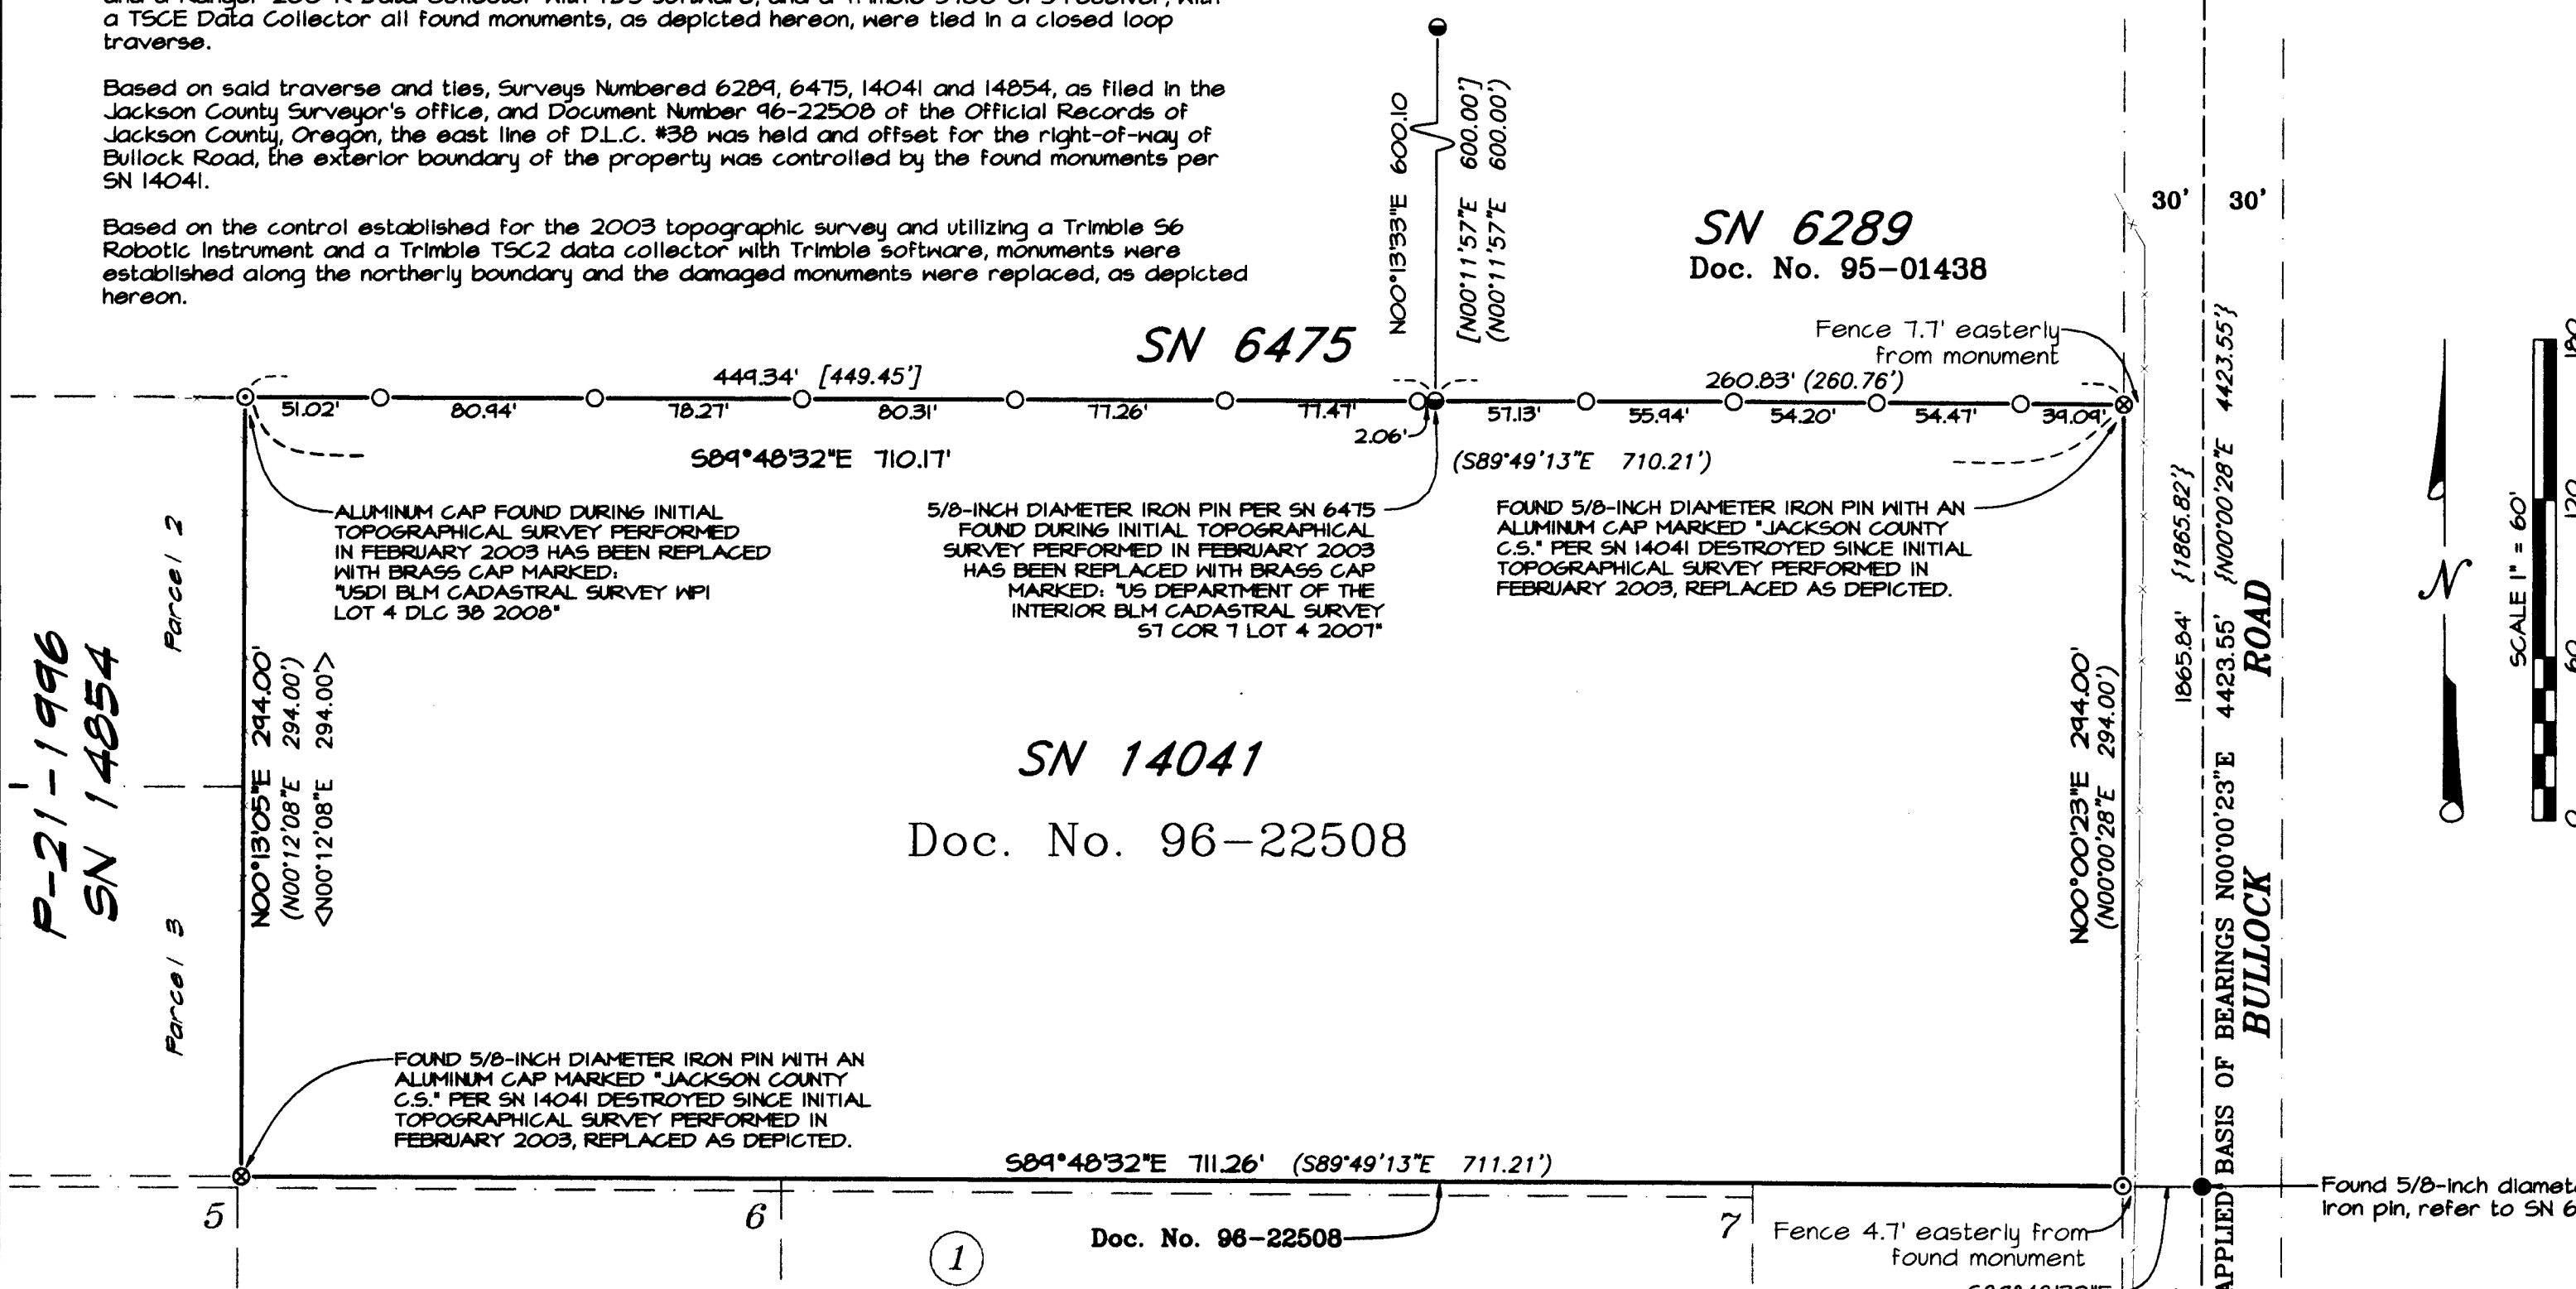 a TSCE Data Collector all found monuments, as depicted hereon, were tied in a closed loop
traverse.
Based on said traverse and ties, Surveys Numbered 6289, 6475, 14041 and 14854, as filed in the
Jackson County Surveyor's office, and Document Number 96-22508 of the Official Records of
Jackson County, Oregon, the east line of D.L.C. #38 was held and offset for the right-of-way of
Bullock Road, the exterior boundary of the property was controlled by the found monuments per
SN 14041.
Based on the control established for the 2003 topographic survey and utilizing a Trimble S6
Robotic Instrument and a Trimble TSC2 data collector with Trimble software, monuments were
established along the northerly boundary and the damaged monuments were replaced, as depicted
hereon.
N00°13'33"E 600.10
[N00°11'57"E 600.00']
(N00°11'57"E 600.00')
SN 6289
Doc. No. 95-01438
30' 30'
SN 6475
Fence 7.7' easterly
from monument
449.34' [449.45']
260.83' (260.76')
51.02' 80.94' 78.27' 80.31' 77.26' 77.47' 2.06' 57.13' 55.94' 54.20' 54.47' 39.09'
S89°48'32"E 710.17'
(S89°49'13"E 710.21')
ALUMINUM CAP FOUND DURING INITIAL
TOPOGRAPHICAL SURVEY PERFORMED
IN FEBRUARY 2003 HAS BEEN REPLACED
WITH BRASS CAP MARKED:
"USDI BLM CADASTRAL SURVEY WP1
LOT 4 DLC 38 2008"
5/8-INCH DIAMETER IRON PIN PER SN 6475
FOUND DURING INITIAL TOPOGRAPHICAL
SURVEY PERFORMED IN FEBRUARY 2003
HAS BEEN REPLACED WITH BRASS CAP
MARKED: "US DEPARTMENT OF THE
INTERIOR BLM CADASTRAL SURVEY
S7 COR 7 LOT 4 2007"
FOUND 5/8-INCH DIAMETER IRON PIN WITH AN
ALUMINUM CAP MARKED "JACKSON COUNTY
C.S." PER SN 14041 DESTROYED SINCE INITIAL
TOPOGRAPHICAL SURVEY PERFORMED IN
FEBRUARY 2003, REPLACED AS DEPICTED.
P-21-1996
SN 14854
Parcel 2
Parcel 3
N00°13'05"E 294.00'
(N00°12'08"E 294.00')
<N00°12'08"E 294.00'>
SN 14041
Doc. No. 96-22508
N00°00'23"E 294.00'
(N00°00'28"E 294.00')
1865.84' {1865.82'}
APPLIED BASIS OF BEARINGS N00°00'23"E 4423.55' {N00°00'28"E 4423.55'}
BULLOCK ROAD
N
SCALE 1" = 60'
0 60 120 180
FOUND 5/8-INCH DIAMETER IRON PIN WITH AN
ALUMINUM CAP MARKED "JACKSON COUNTY
C.S." PER SN 14041 DESTROYED SINCE INITIAL
TOPOGRAPHICAL SURVEY PERFORMED IN
FEBRUARY 2003, REPLACED AS DEPICTED.
S89°48'32"E 711.26' (S89°49'13"E 711.21')
5 6 7
1
Doc. No. 96-22508
Fence 4.7' easterly from
found monument
Found 5/8-inch
iron pin, refer to SN